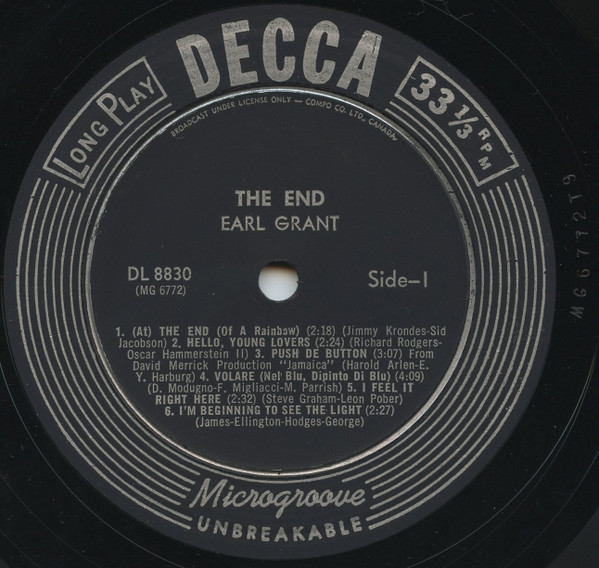 DECCA
LONG PLAY
33 1/3 RPM
BROADCAST UNDER LICENSE ONLY — COMPO CO. LTD., CANADA.
THE END
EARL GRANT
DL 8830
(MG 6772)
Side-I
1. (At) THE END (Of A Rainbow) (2:18) (Jimmy Krondes-Sid
Jacobson) 2. HELLO, YOUNG LOVERS (2:24) (Richard Rodgers-
Oscar Hammerstein II) 3. PUSH DE BUTTON (3:07) From
David Merrick Production "Jamaica" (Harold Arlen-E.
Y. Harburg) 4. VOLARE (Nel' Blu, Dipinto Di Blu) (4:09)
(D. Modugno-F. Migliacci-M. Parrish) 5. I FEEL IT
RIGHT HERE (2:32) (Steve Graham-Leon Pober)
6. I'M BEGINNING TO SEE THE LIGHT (2:27)
(James-Ellington-Hodges-George)
Microgroove
UNBREAKABLE
MG6772T9